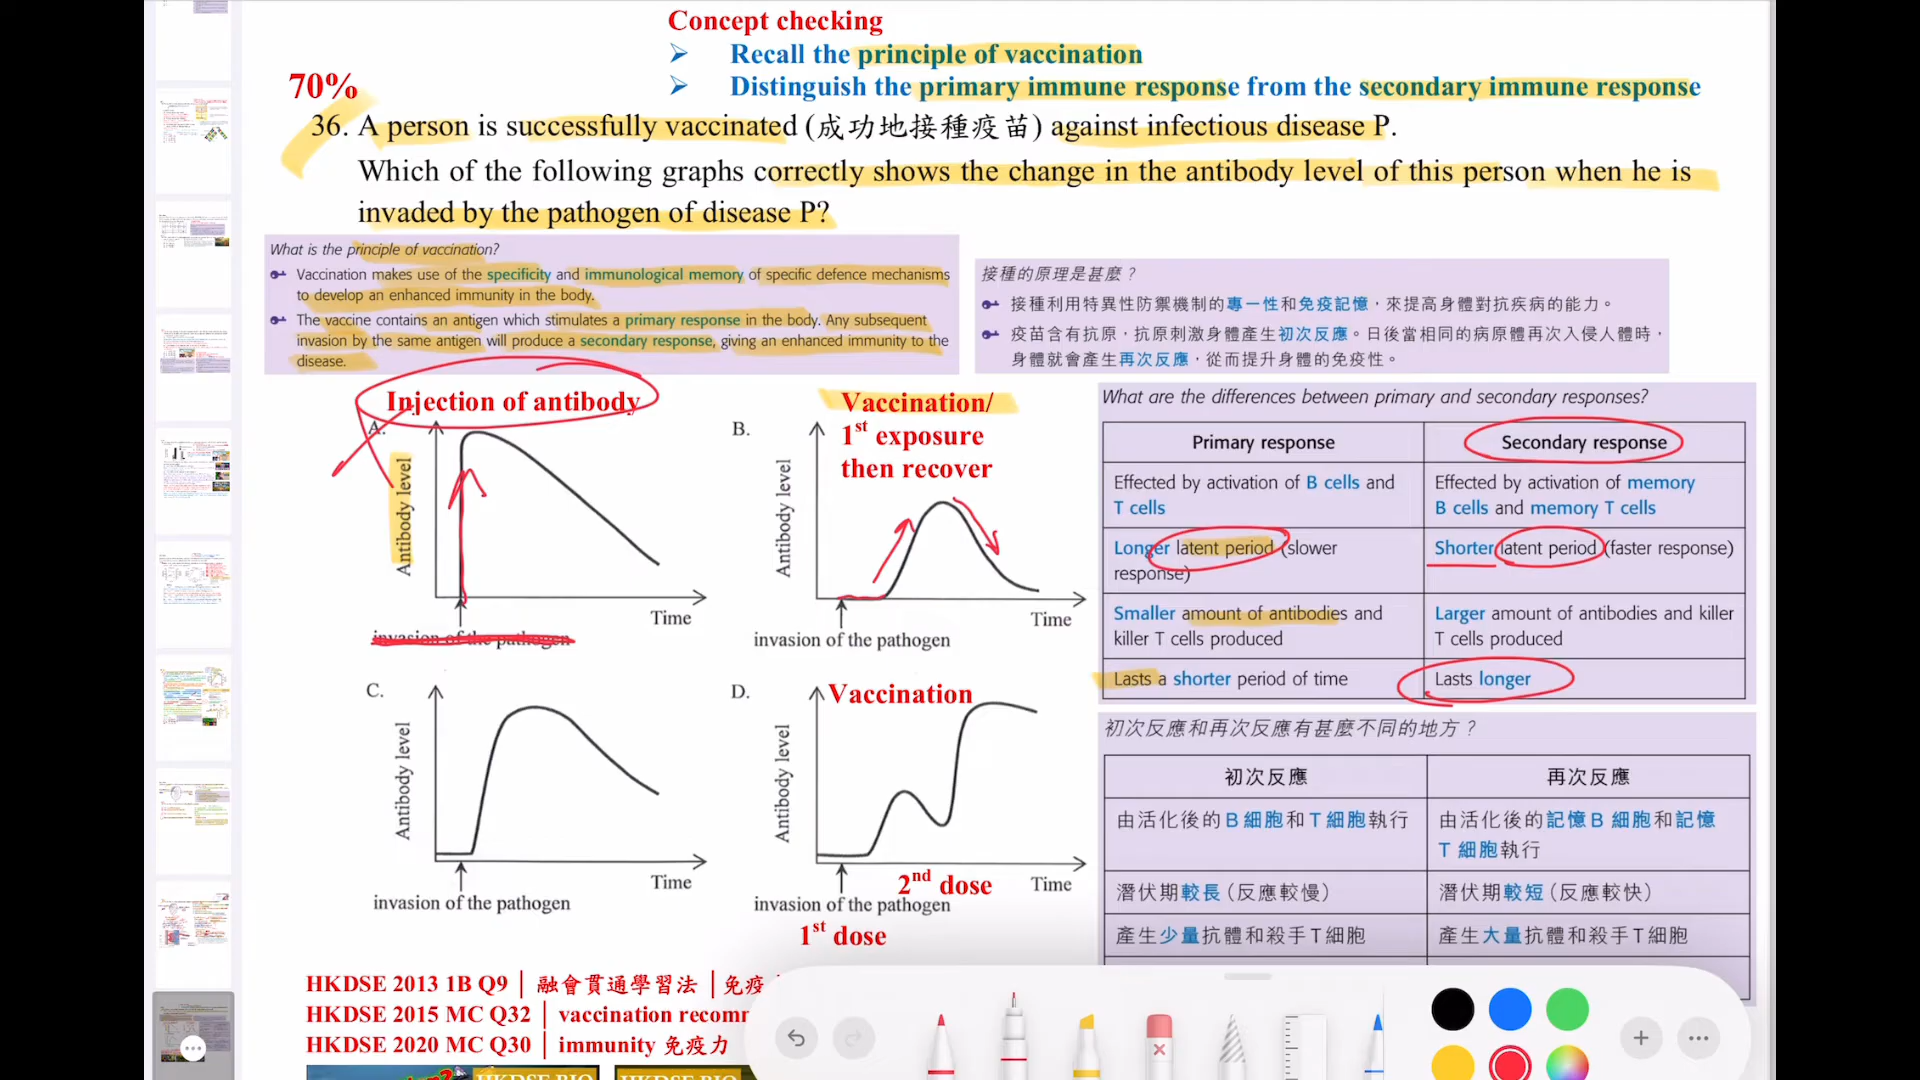 Concept checking
➢ Recall the principle of vaccination
➢ Distinguish the primary immune response from the secondary immune response
70%
36. A person is successfully vaccinated (成功地接種疫苗) against infectious disease P.
Which of the following graphs correctly shows the change in the antibody level of this person when he is
invaded by the pathogen of disease P?
What is the principle of vaccination?
Vaccination makes use of the specificity and immunological memory of specific defence mechanisms
to develop an enhanced immunity in the body.
The vaccine contains an antigen which stimulates a primary response in the body. Any subsequent
invasion by the same antigen will produce a secondary response, giving an enhanced immunity to the
disease.
接種的原理是甚麼？
接種利用特異性防禦機制的專一性和免疫記憶，來提高身體對抗疾病的能力。
疫苗含有抗原，抗原刺激身體產生初次反應。日後當相同的病原體再次入侵人體時，
身體就會產生再次反應，從而提升身體的免疫性。
Injection of antibody
A.
Antibody level
Time
invasion of the pathogen
B.
Vaccination/
1st exposure
then recover
Antibody level
Time
invasion of the pathogen
C.
Antibody level
Time
invasion of the pathogen
D.
Vaccination
Antibody level
2nd dose
Time
invasion of the pathogen
1st dose
What are the differences between primary and secondary responses?
Primary response
Secondary response
Effected by activation of B cells and
T cells
Effected by activation of memory
B cells and memory T cells
Longer latent period (slower
response)
Shorter latent period (faster response)
Smaller amount of antibodies and
killer T cells produced
Larger amount of antibodies and killer
T cells produced
Lasts a shorter period of time
Lasts longer
初次反應和再次反應有甚麼不同的地方？
初次反應
再次反應
由活化後的B 細胞和T 細胞執行
由活化後的記憶B 細胞和記憶
T 細胞執行
潛伏期較長（反應較慢）
潛伏期較短（反應較快）
產生少量抗體和殺手T細胞
產生大量抗體和殺手T細胞
HKDSE 2013 1B Q9 | 融會貫通學習法 | 免疫
HKDSE 2015 MC Q32 | vaccination
HKDSE 2020 MC Q30 | immunity 免疫力
HKDSE BIO
HKDSE BIO